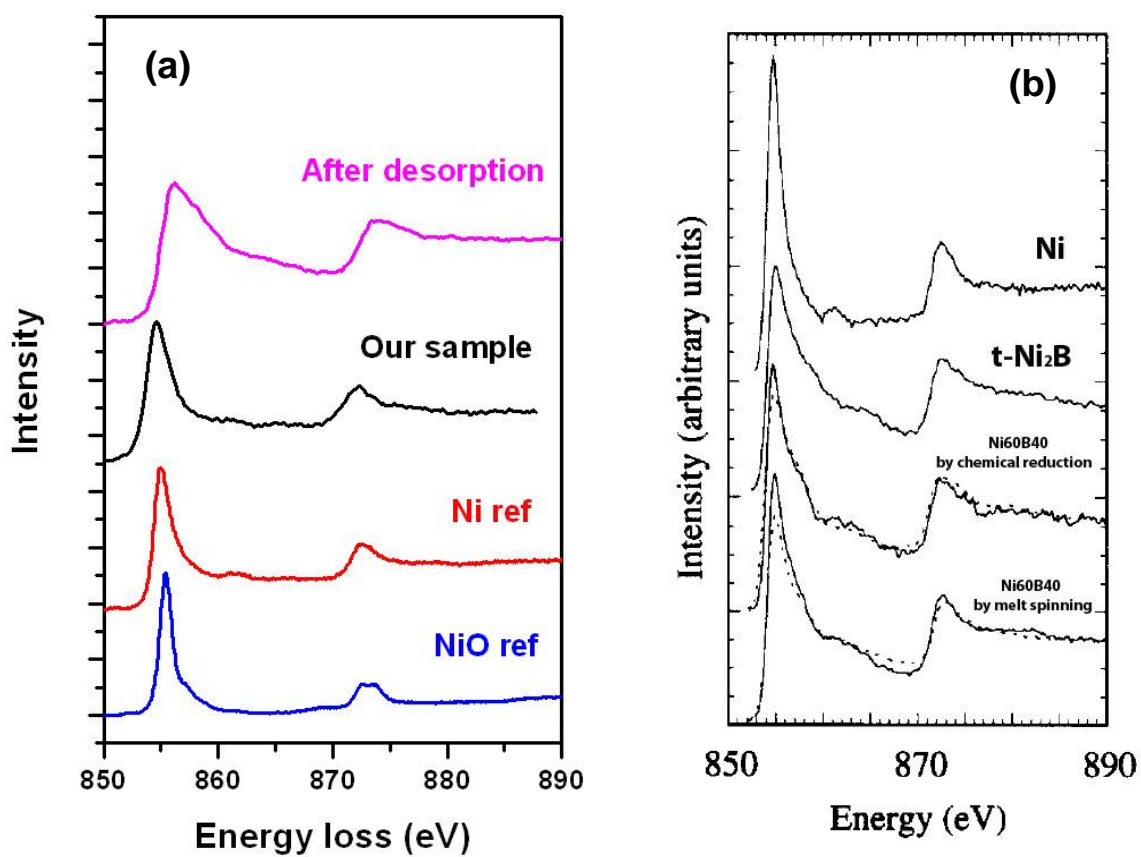 (a)
After desorption
Our sample
Ni ref
NiO ref
Intensity
850 860 870 880 890
Energy loss (eV)
(b)
Ni
t-Ni₂B
Ni60B40
by chemical reduction
Ni60B40
by melt spinning
Intensity (arbitrary units)
850 870 890
Energy (eV)